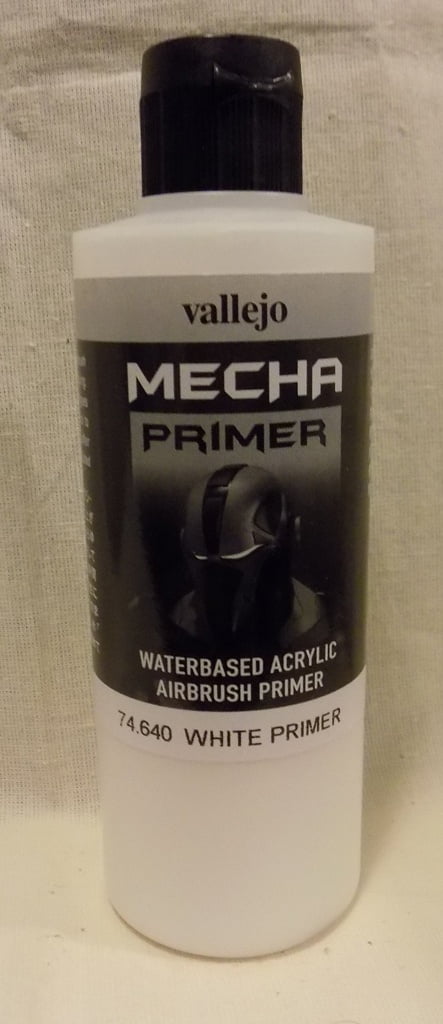 vallejo
MECHA
PRIMER
WATERBASED ACRYLIC
AIRBRUSH PRIMER
74.640 WHITE PRIMER